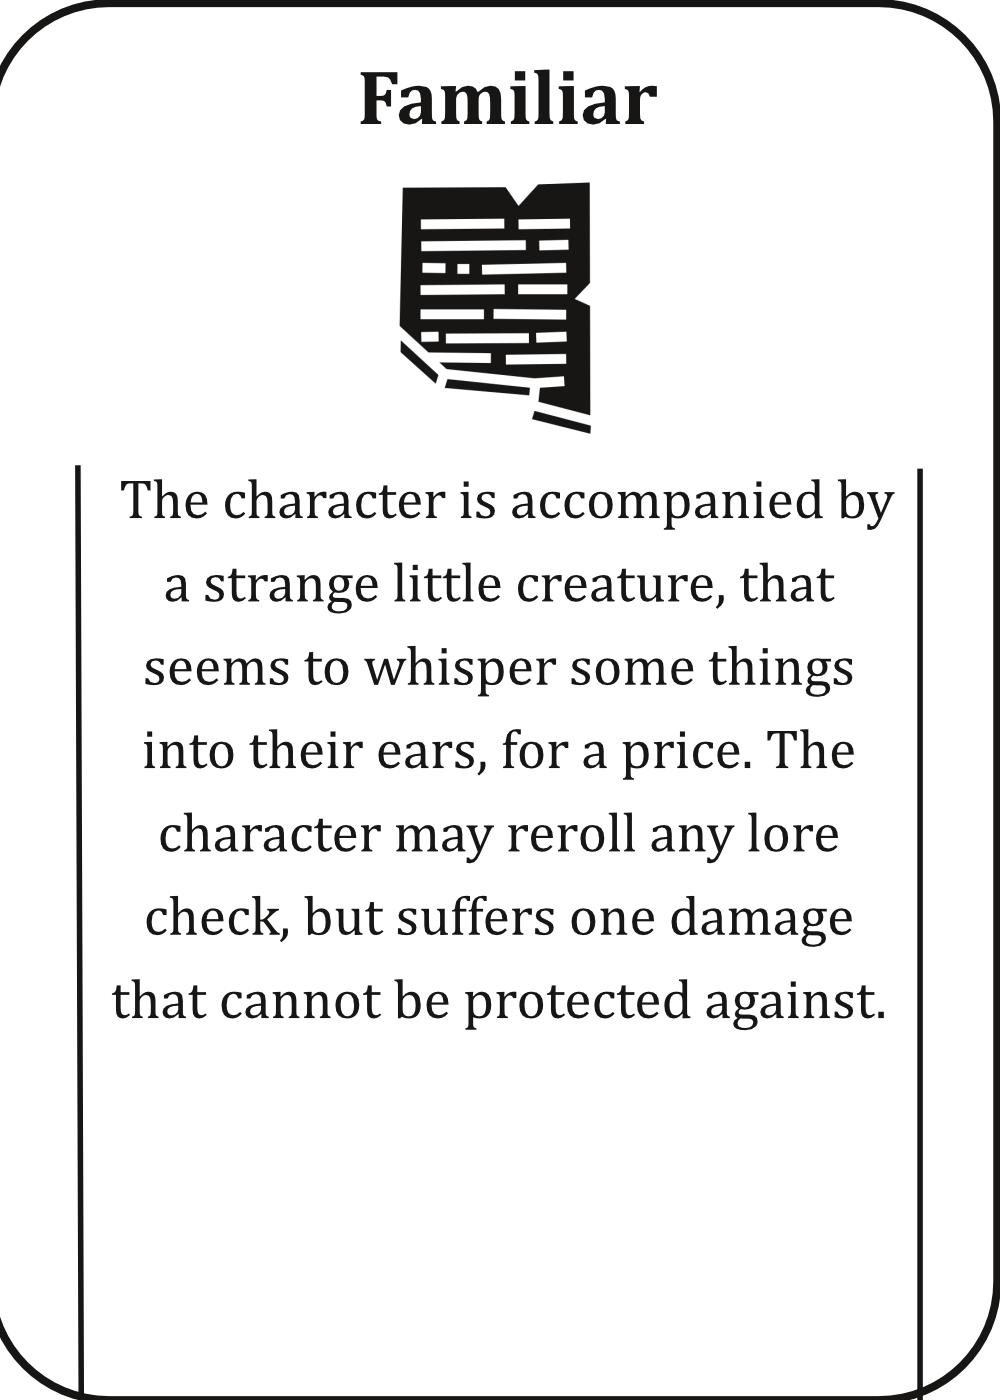 Familiar
The character is accompanied by
a strange little creature, that
seems to whisper some things
into their ears, for a price. The
character may reroll any lore
check, but suffers one damage
that cannot be protected against.